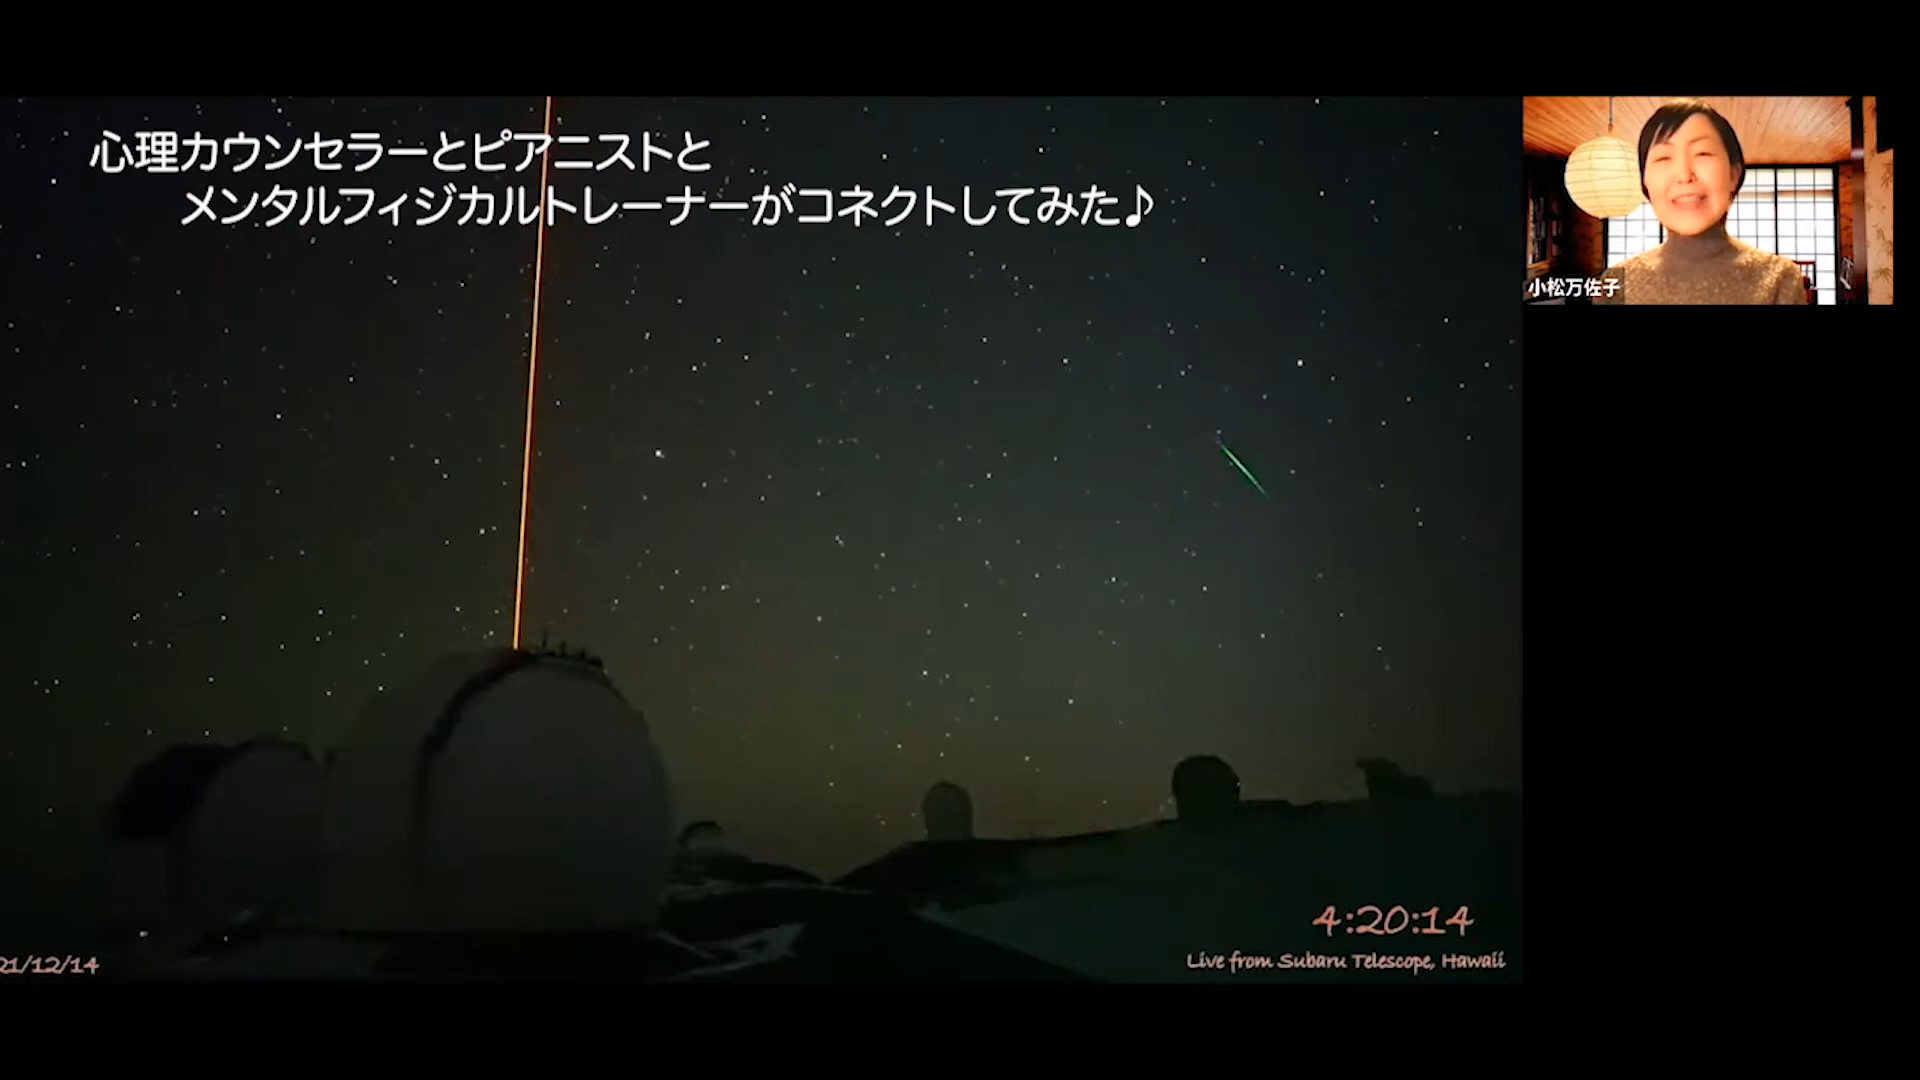 心理カウンセラーとピアニストと
メンタルフィジカルトレーナーがコネクトしてみた♪
小松万佐子
4:20:14
21/12/14
Live from Subaru Telescope, Hawaii